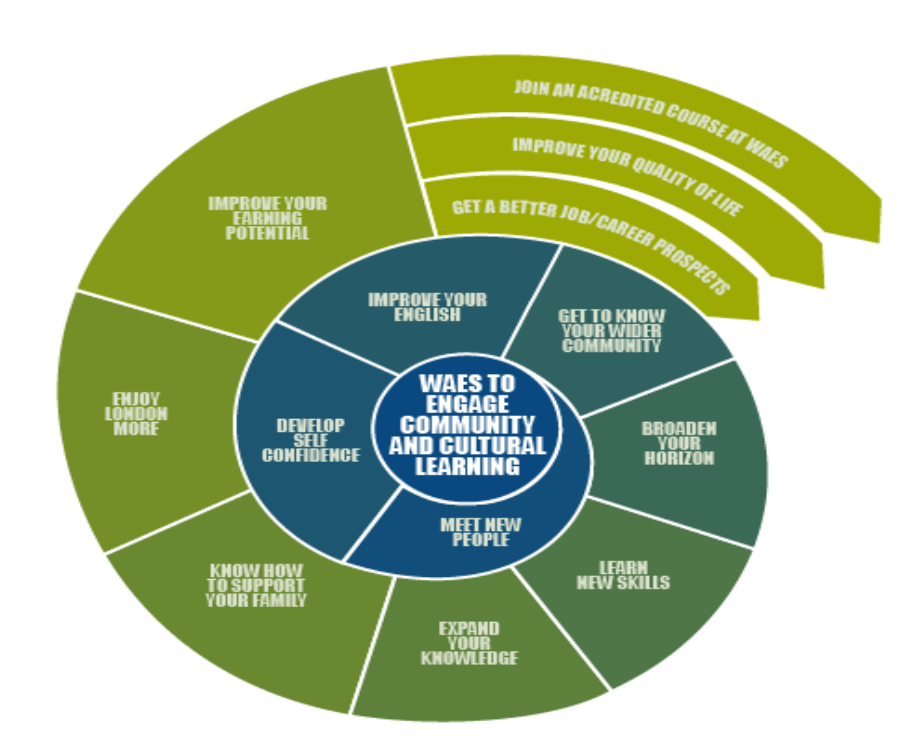 JOIN AN ACREDITED COURSE AT WAES
IMPROVE YOUR QUALITY OF LIFE
GET A BETTER JOB/CAREER PROSPECTS
IMPROVE YOUR
EARNING
POTENTIAL
IMPROVE YOUR
ENGLISH
GET TO KNOW
YOUR WIDER
COMMUNITY
WAES TO
ENGAGE
COMMUNITY
AND CULTURAL
LEARNING
ENJOY
LONDON
MORE
DEVELOP
SELF
CONFIDENCE
BROADEN
YOUR
HORIZON
MEET NEW
PEOPLE
KNOW HOW
TO SUPPORT
YOUR FAMILY
LEARN
NEW SKILLS
EXPAND
YOUR
KNOWLEDGE